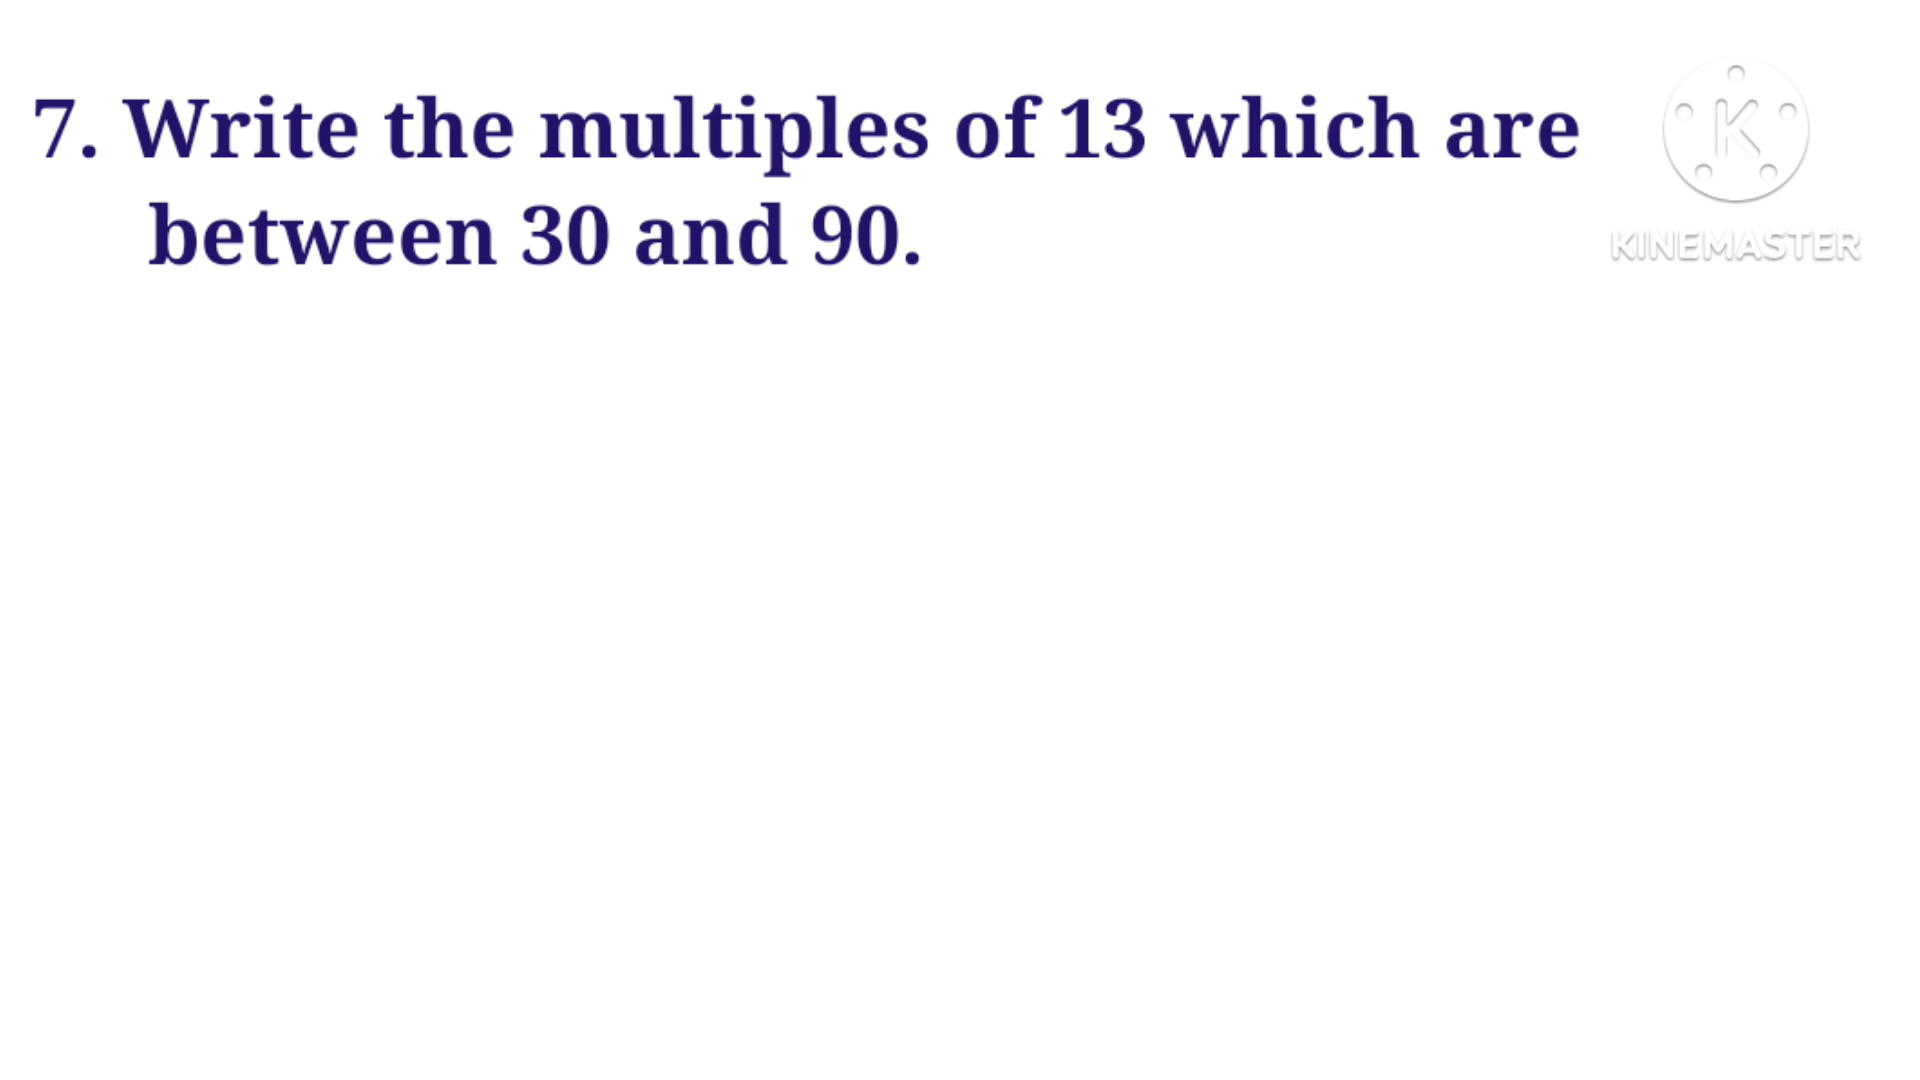 7. Write the multiples of 13 which are
between 30 and 90.
K
KINEMASTER